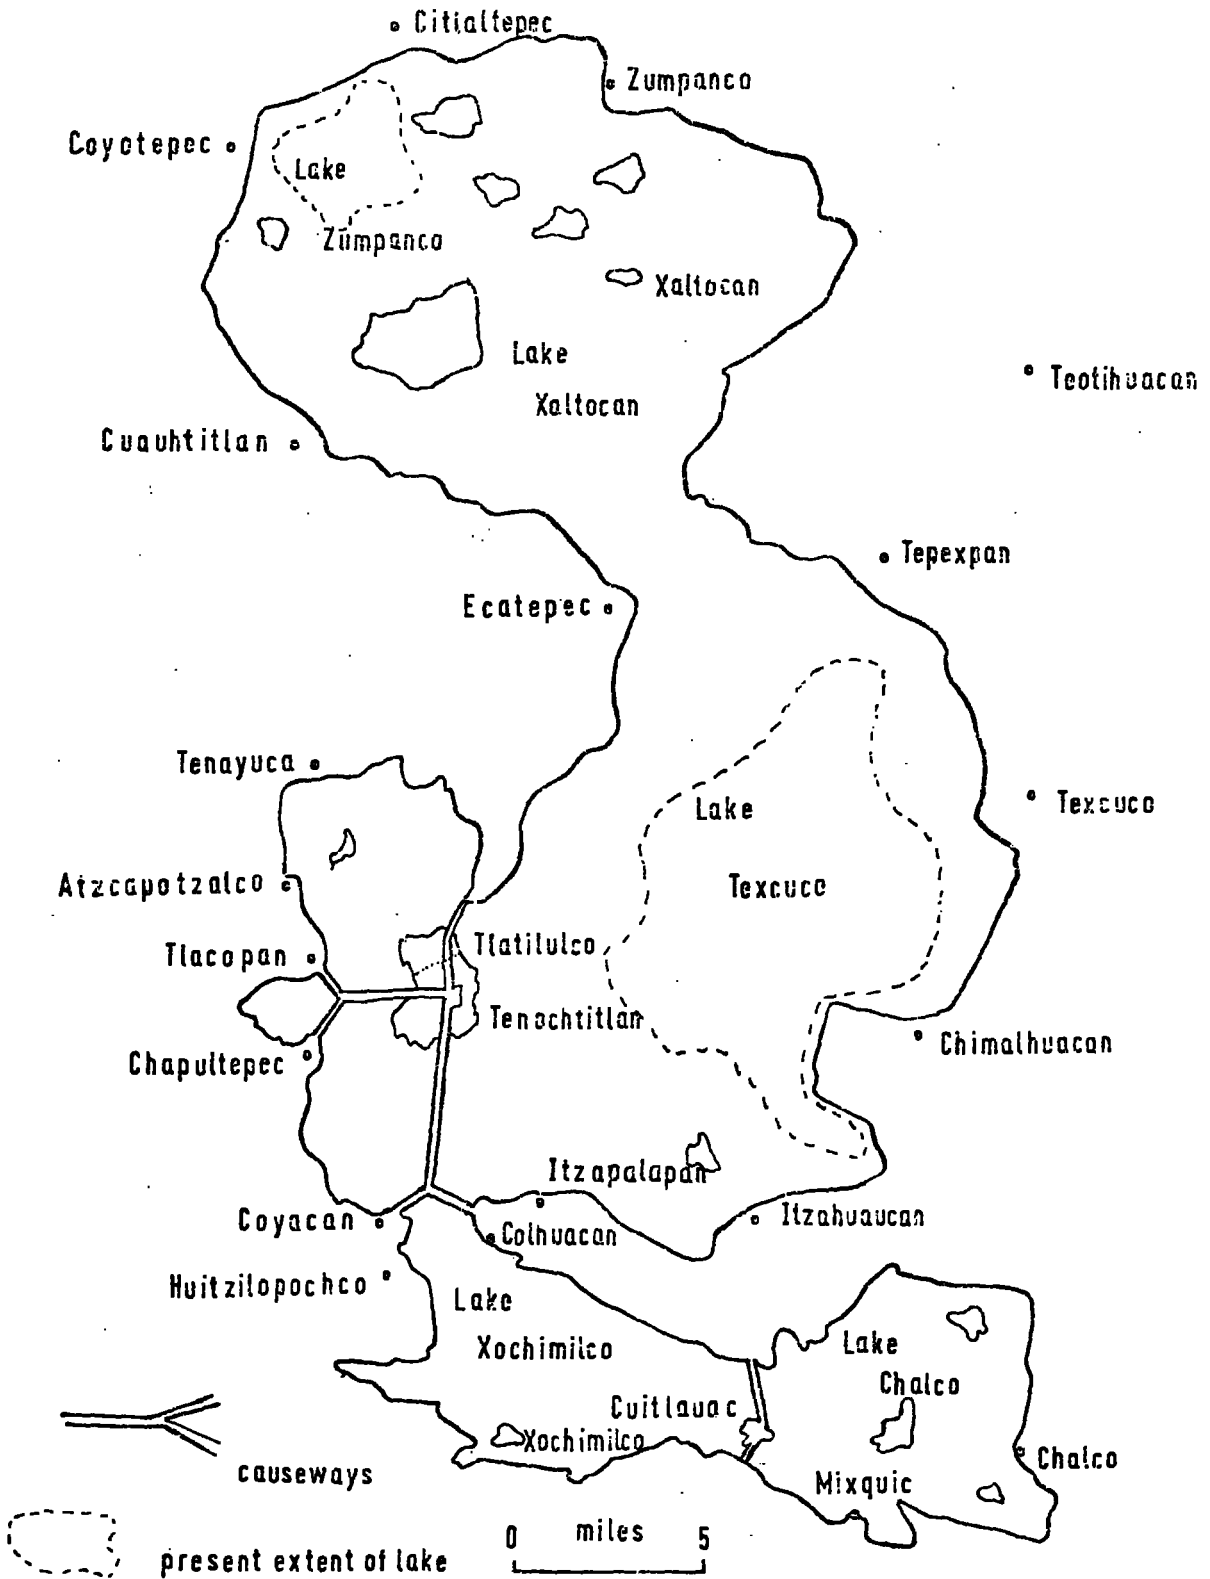 Citlaltepec
Zumpanco
Coyotepec
Lake
Zumpanco
Xaltocan
Lake
Xaltocan
Teotihuacan
Cuauhtitlan
Tepexpan
Ecatepec
Tenayuca
Lake
Texcuco
Texcuco
Atzcapotzalco
Tlatilulco
Tlacopan
Tenochtitlan
Chimalhuacan
Chapultepec
Itzapalapan
Coyacan
Itzahuaucan
Colhuacan
Huitzilopochco
Lake
Xochimilco
Lake
Chalco
Cuitlauac
Xochimilco
Chalco
causeways
Mixquic
0 miles 5
present extent of lake